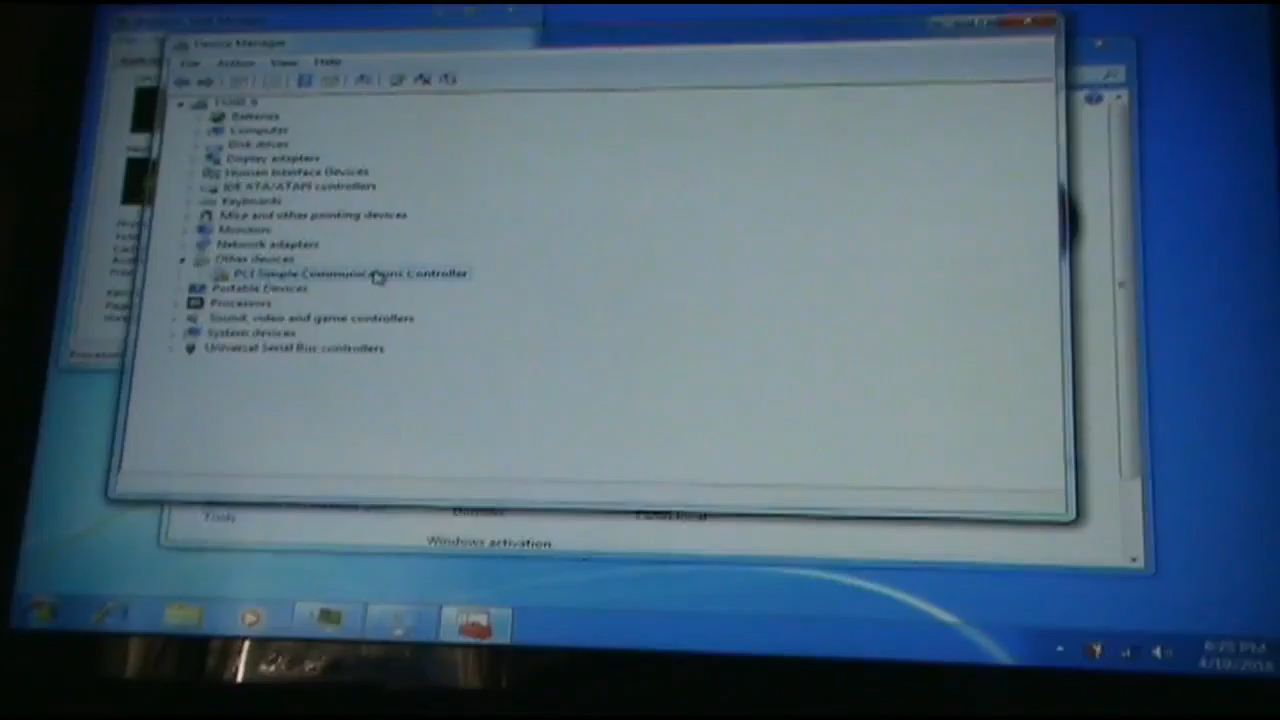 Device Manager
File Action View Help
Batteries
Computer
Disk drives
Display adapters
Human Interface Devices
IDE ATA/ATAPI controllers
Keyboards
Mice and other pointing devices
Monitors
Network adapters
Other devices
PCI Simple Communications Controller
Portable Devices
Processors
Sound, video and game controllers
System devices
Universal Serial Bus controllers
Tools
Windows activation